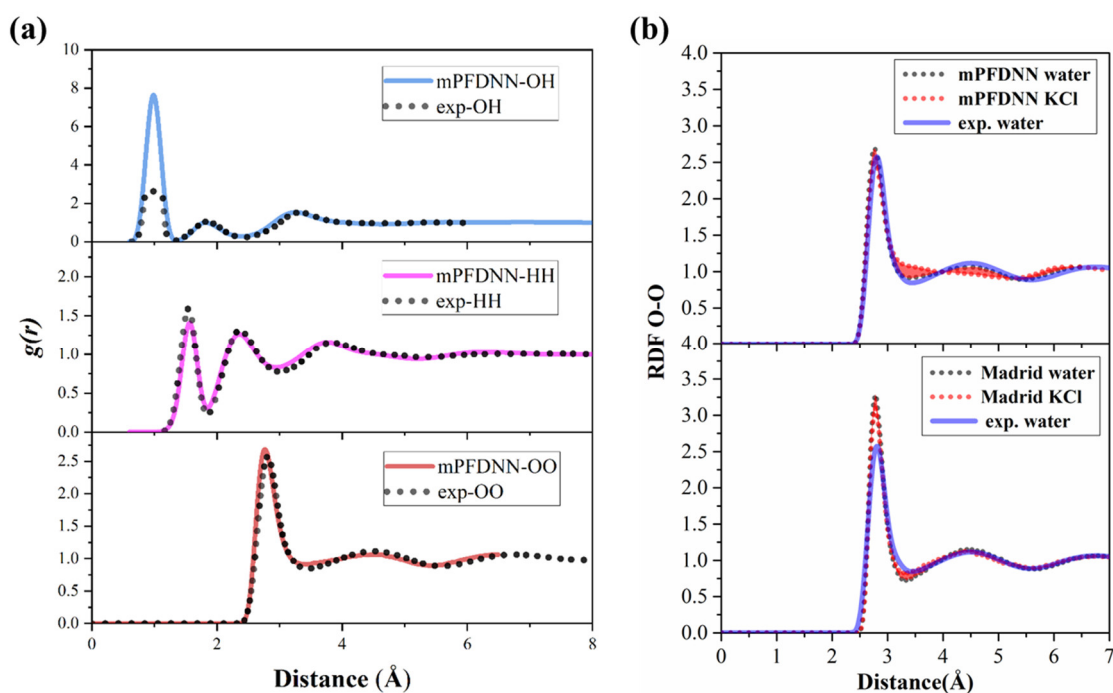 (a)
10
8
6
4
2
0
mPFDNN-OH
exp-OH
2.0
1.5
1.0
0.5
0.0
mPFDNN-HH
exp-HH
2.5
2.0
1.5
1.0
0.5
0.0
mPFDNN-OO
exp-OO
g(r)
0 2 4 6 8
Distance (Å)
(b)
4.0
3.5
3.0
2.5
2.0
1.5
1.0
0.5
mPFDNN water
mPFDNN KCl
exp. water
4.0
3.5
3.0
2.5
2.0
1.5
1.0
0.5
0.0
Madrid water
Madrid KCl
exp. water
RDF O-O
0 1 2 3 4 5 6 7
Distance(Å)